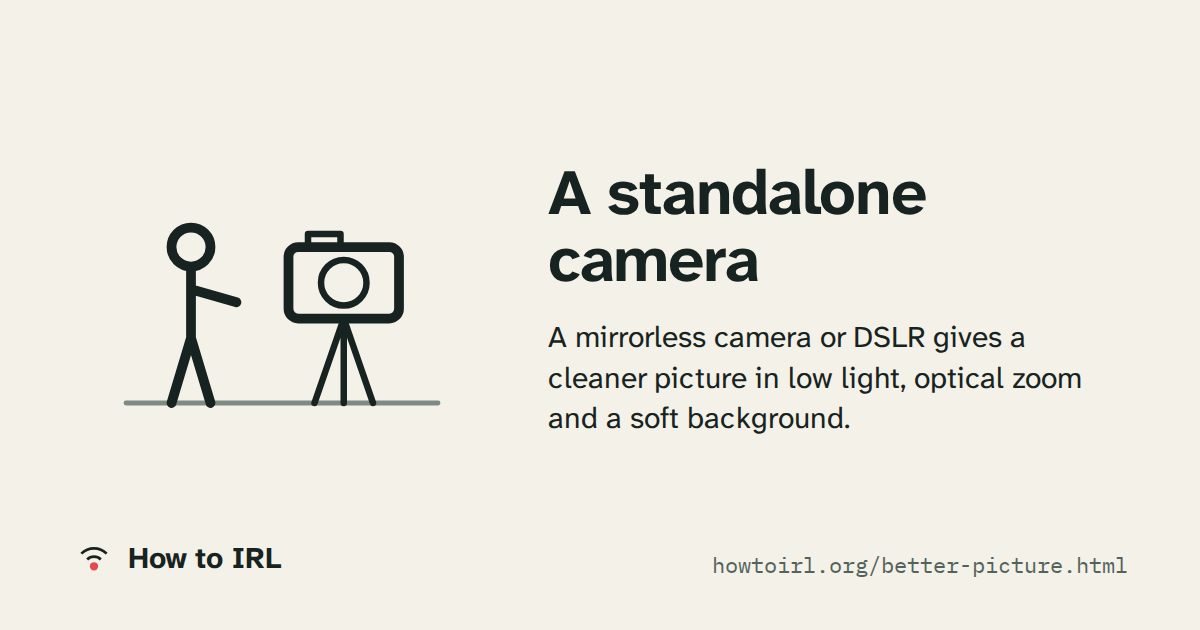 A standalone
camera
A mirrorless camera or DSLR gives a
cleaner picture in low light, optical zoom
and a soft background.
How to IRL
howtoirl.org/better-picture.html